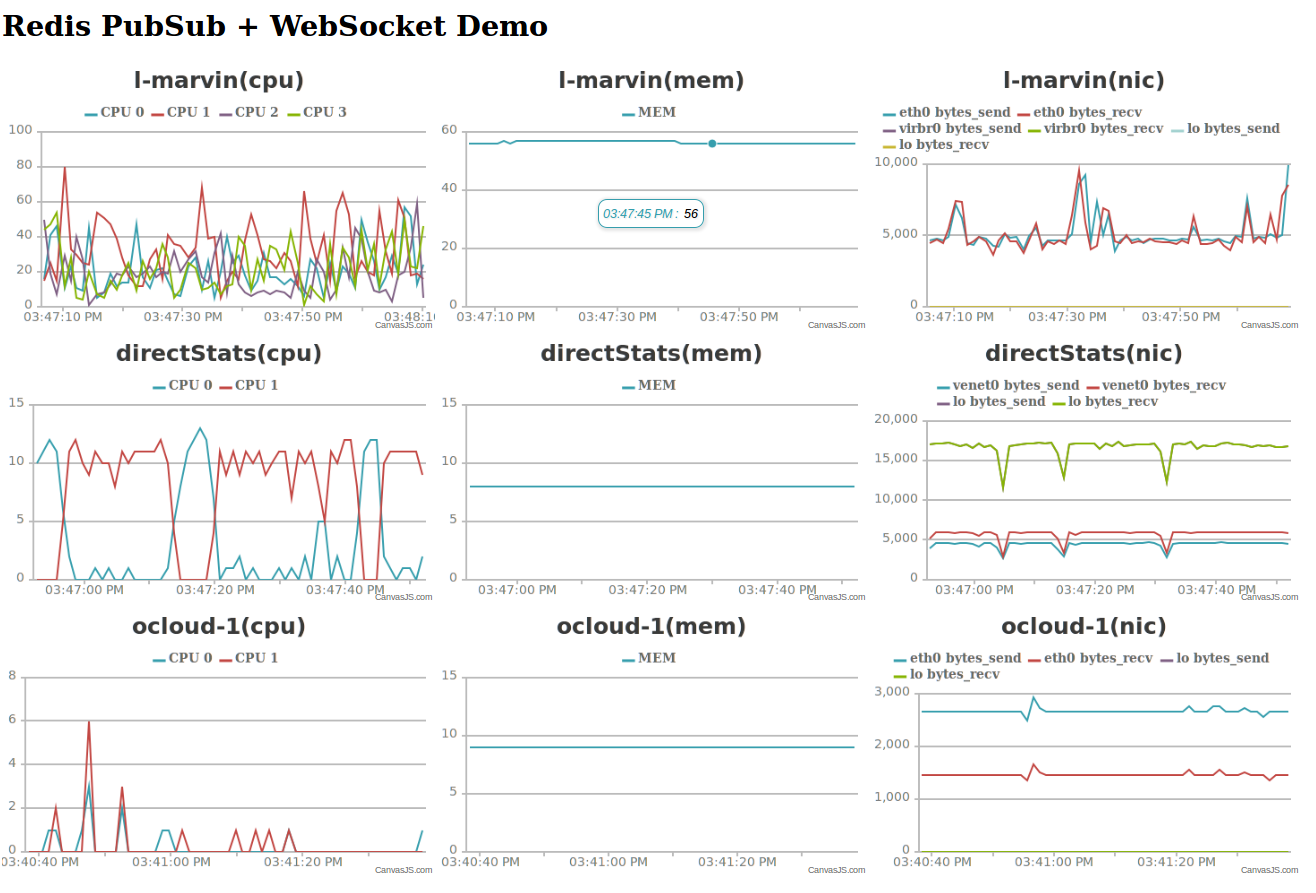 Redis PubSub + WebSocket Demo
l-marvin(cpu)
CPU 0 CPU 1 CPU 2 CPU 3
100
80
60
40
20
0
03:47:10 PM 03:47:30 PM 03:47:50 PM 03:48:1
CanvasJS.com
l-marvin(mem)
MEM
60
40
20
0
03:47:45 PM : 56
03:47:10 PM 03:47:30 PM 03:47:50 PM
CanvasJS.com
l-marvin(nic)
eth0 bytes_send eth0 bytes_recv
virbr0 bytes_send virbr0 bytes_recv lo bytes_send
lo bytes_recv
10,000
5,000
0
03:47:10 PM 03:47:30 PM 03:47:50 PM
CanvasJS.com
directStats(cpu)
CPU 0 CPU 1
15
10
5
0
03:47:00 PM 03:47:20 PM 03:47:40 PM
CanvasJS.com
directStats(mem)
MEM
15
10
5
0
03:47:00 PM 03:47:20 PM 03:47:40 PM
CanvasJS.com
directStats(nic)
venet0 bytes_send venet0 bytes_recv
lo bytes_send lo bytes_recv
20,000
15,000
10,000
5,000
0
03:47:00 PM 03:47:20 PM 03:47:40 PM
CanvasJS.com
ocloud-1(cpu)
CPU 0 CPU 1
8
6
4
2
0
03:40:40 PM 03:41:00 PM 03:41:20 PM
CanvasJS.com
ocloud-1(mem)
MEM
15
10
5
0
03:40:40 PM 03:41:00 PM 03:41:20 PM
CanvasJS.com
ocloud-1(nic)
eth0 bytes_send eth0 bytes_recv lo bytes_send
lo bytes_recv
3,000
2,000
1,000
0
03:40:40 PM 03:41:00 PM 03:41:20 PM
CanvasJS.com